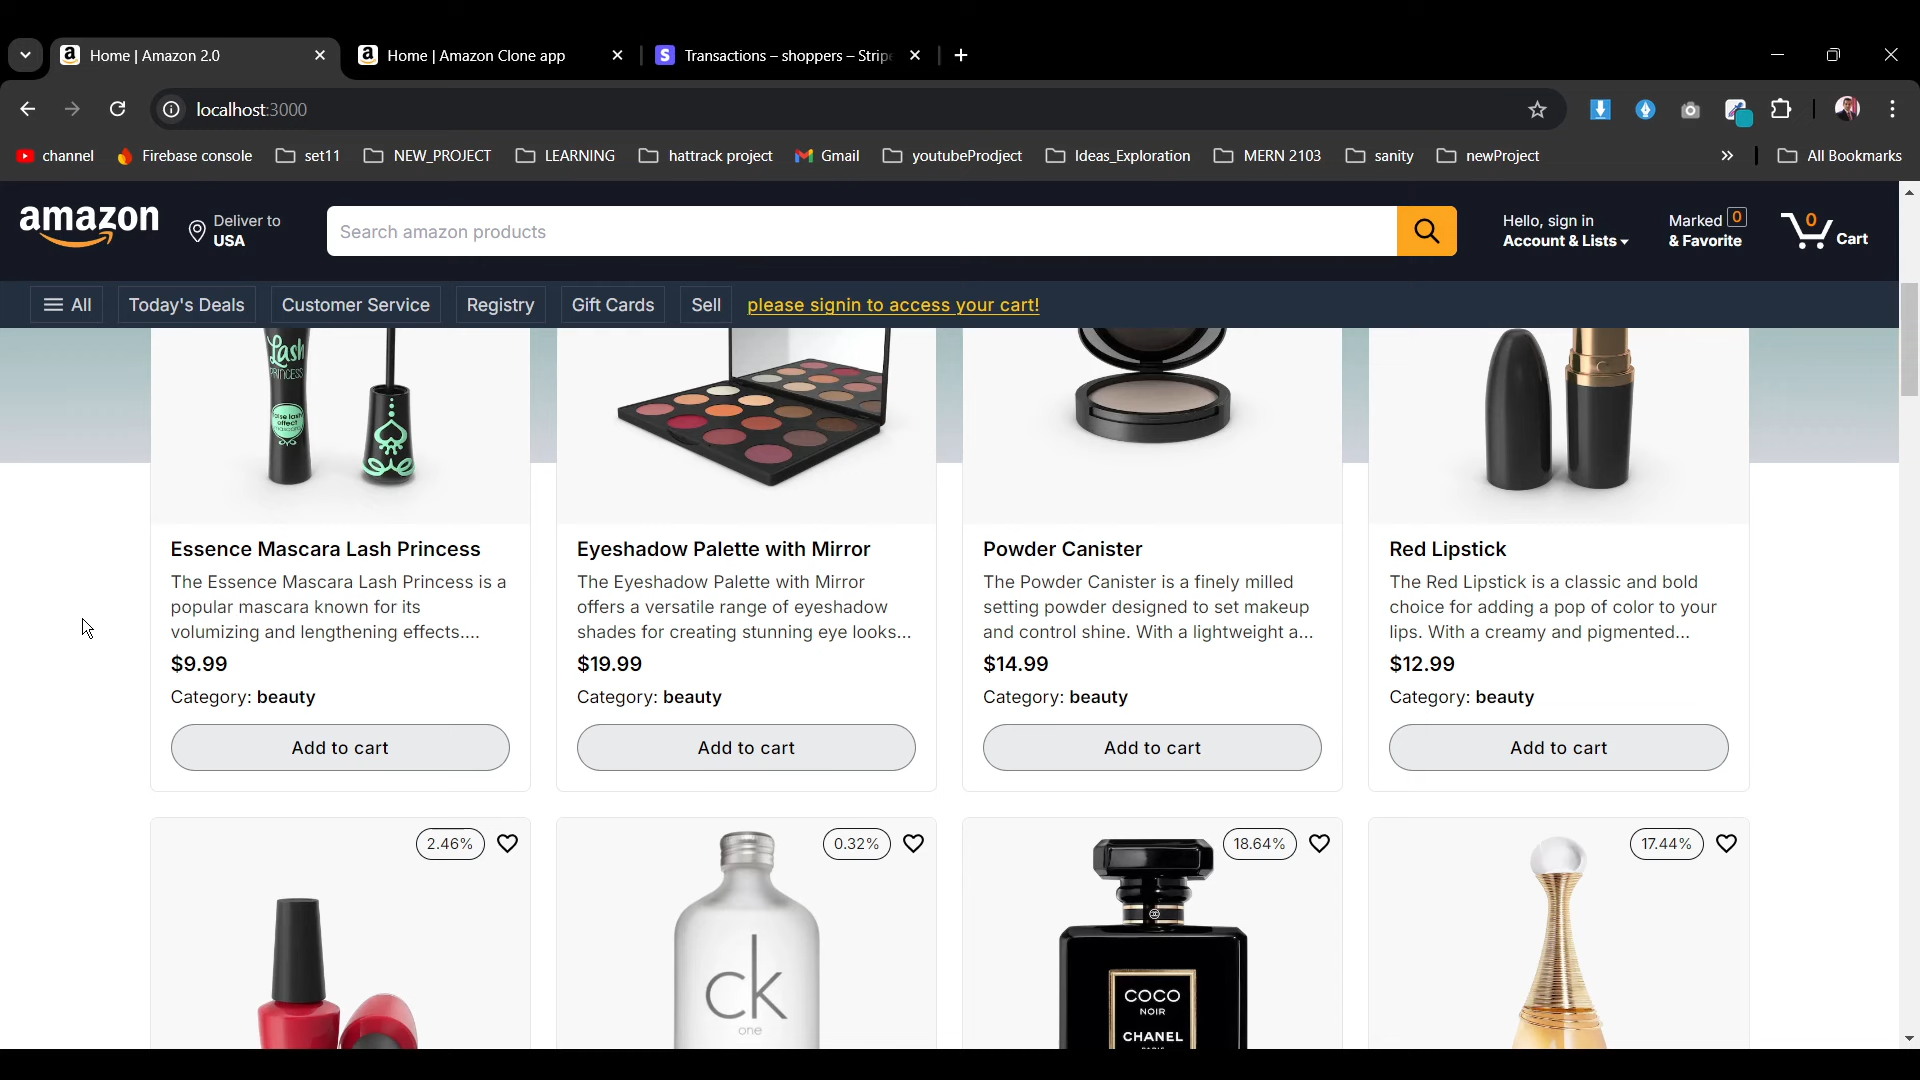 Home | Amazon 2.0
Home | Amazon Clone app
Transactions – shoppers – Stripe
localhost:3000
channel
Firebase console
set11
NEW_PROJECT
LEARNING
hattrack project
Gmail
youtubeProdject
Ideas_Exploration
MERN 2103
sanity
newProject
All Bookmarks
amazon
Deliver to
USA
Search amazon products
Hello, sign in
Account & Lists
Marked 0
& Favorite
0
Cart
All
Today's Deals
Customer Service
Registry
Gift Cards
Sell
please signin to access your cart!
Lash
PRINCESS
false lash
effect
mascara
Essence Mascara Lash Princess
The Essence Mascara Lash Princess is a
popular mascara known for its
volumizing and lengthening effects....
$9.99
Category: beauty
Add to cart
Eyeshadow Palette with Mirror
The Eyeshadow Palette with Mirror
offers a versatile range of eyeshadow
shades for creating stunning eye looks...
$19.99
Category: beauty
Add to cart
Powder Canister
The Powder Canister is a finely milled
setting powder designed to set makeup
and control shine. With a lightweight a...
$14.99
Category: beauty
Add to cart
Red Lipstick
The Red Lipstick is a classic and bold
choice for adding a pop of color to your
lips. With a creamy and pigmented...
$12.99
Category: beauty
Add to cart
2.46%
0.32%
ck
one
18.64%
COCO
NOIR
CHANEL
PARIS
17.44%